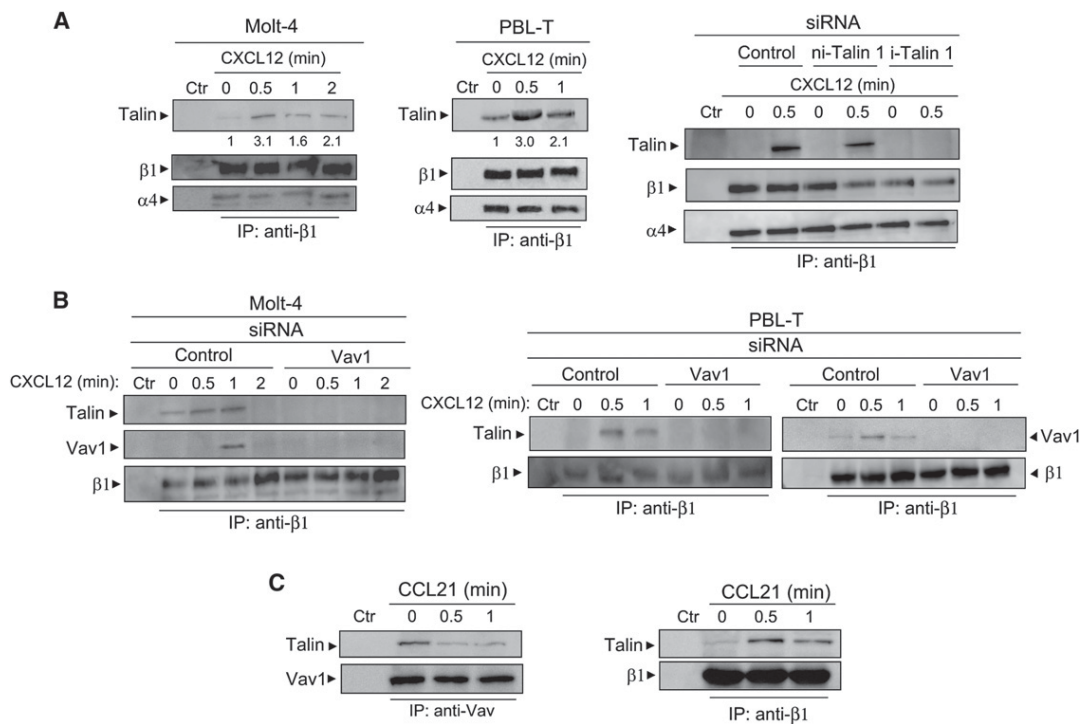 A
Molt-4
CXCL12 (min)
Ctr 0 0.5 1 2
Talin
1 3.1 1.6 2.1
β1
α4
IP: anti-β1
PBL-T
CXCL12 (min)
Ctr 0 0.5 1
Talin
1 3.0 2.1
β1
α4
IP: anti-β1
siRNA
Control ni-Talin 1 i-Talin 1
CXCL12 (min)
Ctr 0 0.5 0 0.5 0 0.5
Talin
β1
α4
IP: anti-β1
B
Molt-4
siRNA
Control Vav1
CXCL12 (min): Ctr 0 0.5 1 2 0 0.5 1 2
Talin
Vav1
β1
IP: anti-β1
PBL-T
siRNA
Control Vav1 Control Vav1
CXCL12 (min): Ctr 0 0.5 1 0 0.5 1 Ctr 0 0.5 1 0 0.5 1
Talin Vav1
β1 β1
IP: anti-β1 IP: anti-β1
C
CCL21 (min)
Ctr 0 0.5 1
Talin
Vav1
IP: anti-Vav
CCL21 (min)
Ctr 0 0.5 1
Talin
β1
IP: anti-β1